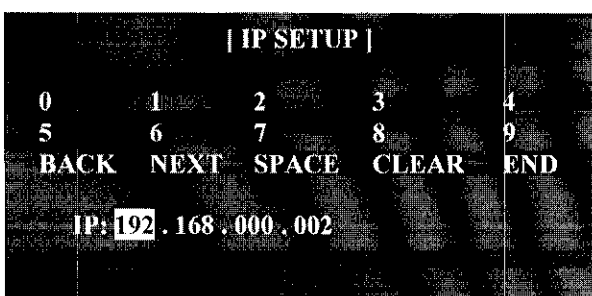 [ IP SETUP ]
0 1 2 3 4
5 6 7 8 9
BACK NEXT SPACE CLEAR END
IP: 192 . 168 . 000 . 002